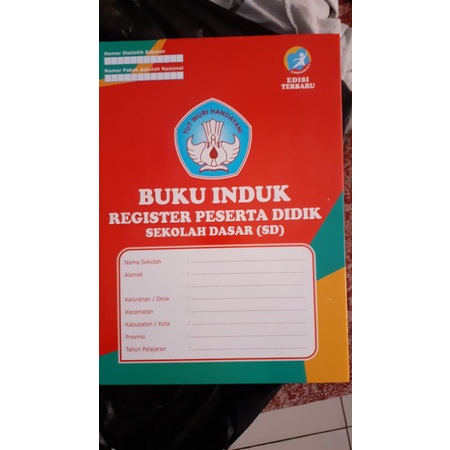 Nomor Statistik Sekolah
Nomor Pokok Sekolah Nasional
EDISI
TERBARU
TUT WURI HANDAYANI
BUKU INDUK
REGISTER PESERTA DIDIK
SEKOLAH DASAR (SD)
Nama Sekolah :
Alamat :
Kelurahan / Desa :
Kecamatan :
Kabupaten / Kota :
Provinsi :
Tahun Pelajaran :